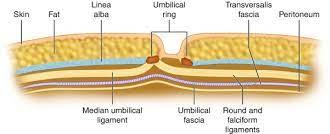 Skin
Fat
Linea
alba
Umbilical
ring
Transversalis
fascia
Peritoneum
Median umbilical
ligament
Umbilical
fascia
Round and
falciform
ligaments